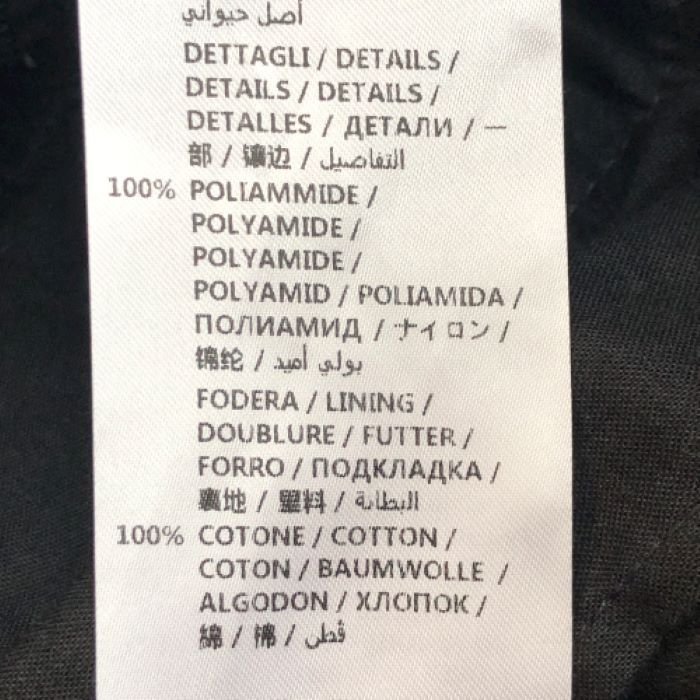 أصل حيواني
DETTAGLI / DETAILS /
DETAILS / DETAILS /
DETALLES / ДЕТАЛИ / 一
部 / 镶边 / التفاصيل
100% POLIAMMIDE /
POLYAMIDE /
POLYAMIDE /
POLYAMID / POLIAMIDA /
ПОЛИАМИД / ナイロン /
锦纶 / بولي أميد
FODERA / LINING /
DOUBLURE / FUTTER /
FORRO / ПОДКЛАДКА /
裏地 / 里料 / البطانة
100% COTONE / COTTON /
COTON / BAUMWOLLE /
ALGODON / ХЛОПОК /
綿 / 棉 / قطن